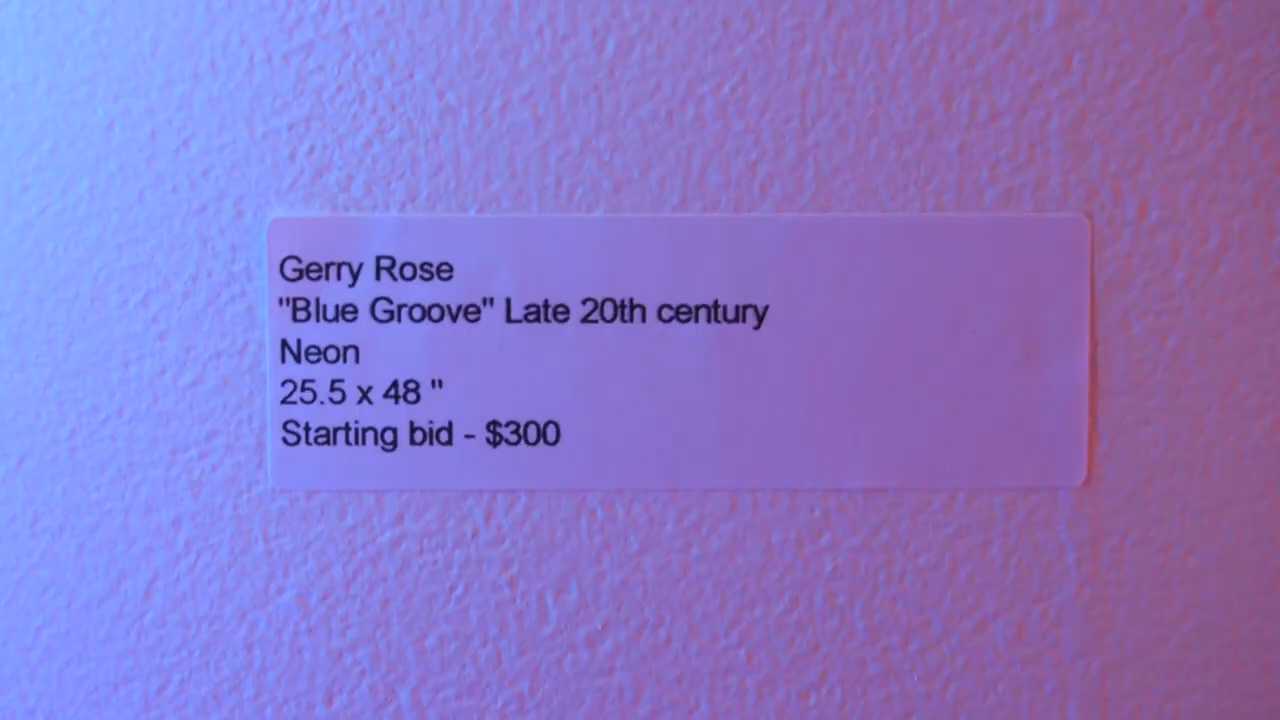 Gerry Rose
"Blue Groove" Late 20th century
Neon
25.5 x 48 "
Starting bid - $300